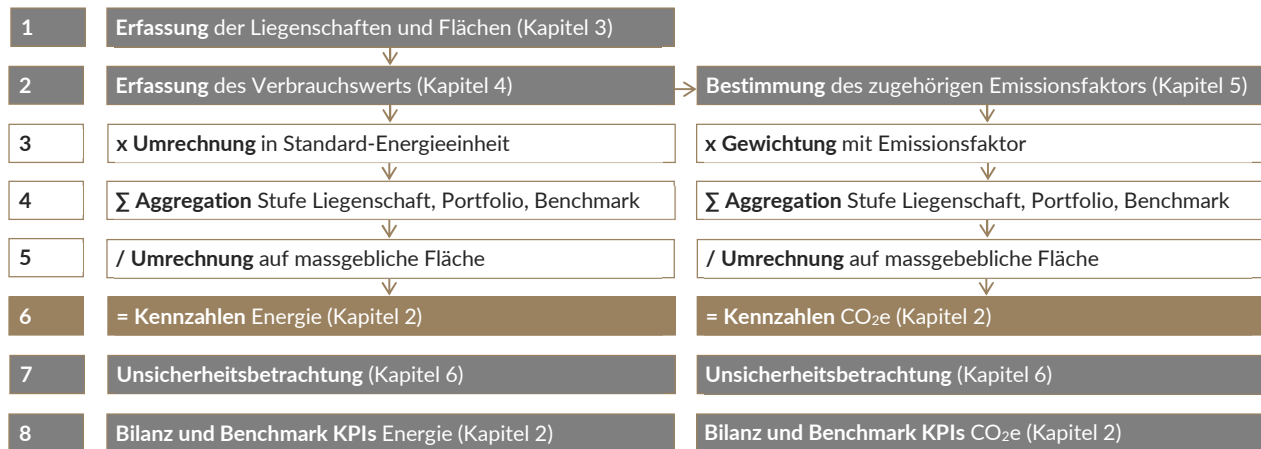 1 Erfassung der Liegenschaften und Flächen (Kapitel 3)
2 Erfassung des Verbrauchswerts (Kapitel 4) Bestimmung des zugehörigen Emissionsfaktors (Kapitel 5)
3 x Umrechnung in Standard-Energieeinheit x Gewichtung mit Emissionsfaktor
4 ∑ Aggregation Stufe Liegenschaft, Portfolio, Benchmark ∑ Aggregation Stufe Liegenschaft, Portfolio, Benchmark
5 / Umrechnung auf massgebliche Fläche / Umrechnung auf massgebebliche Fläche
6 = Kennzahlen Energie (Kapitel 2) = Kennzahlen CO₂e (Kapitel 2)
7 Unsicherheitsbetrachtung (Kapitel 6) Unsicherheitsbetrachtung (Kapitel 6)
8 Bilanz und Benchmark KPIs Energie (Kapitel 2) Bilanz und Benchmark KPIs CO₂e (Kapitel 2)